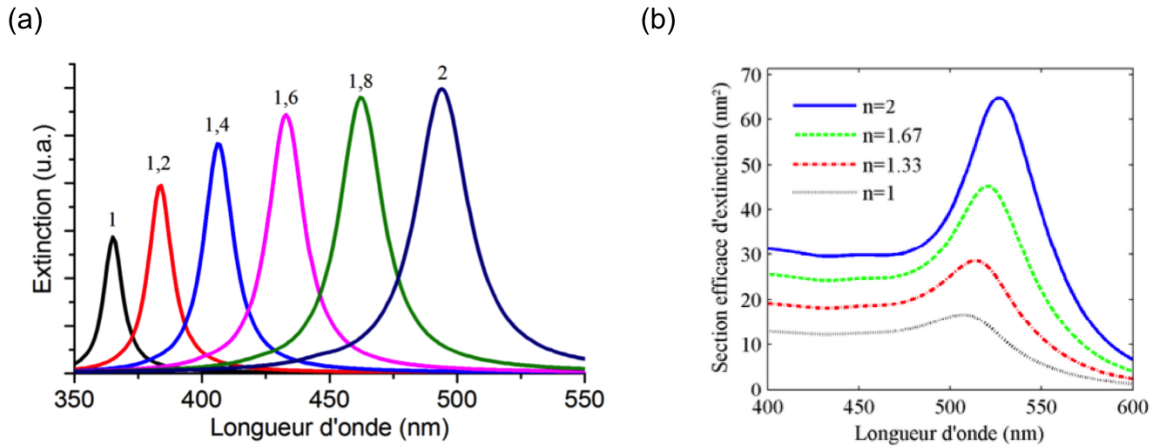 (a)
(b)
Extinction (u.a.)
1
1,2
1,4
1,6
1,8
2
350
400
450
500
550
Longueur d'onde (nm)
Section efficace d'extinction (nm²)
70
60
50
40
30
20
10
0
n=2
n=1.67
n=1.33
n=1
400
450
500
550
600
Longueur d'onde (nm)